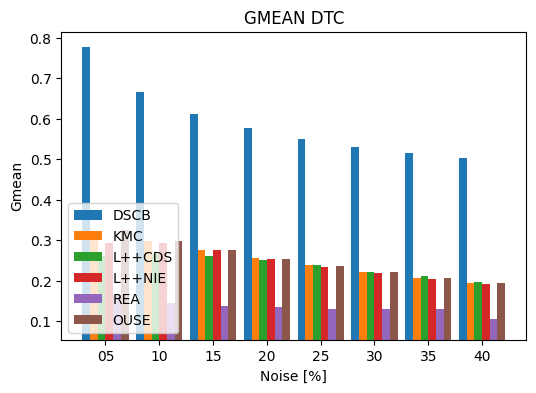 GMEAN DTC
Gmean
0.8
0.7
0.6
0.5
0.4
0.3
0.2
0.1
DSCB
KMC
L++CDS
L++NIE
REA
OUSE
05 10 15 20 25 30 35 40
Noise [%]